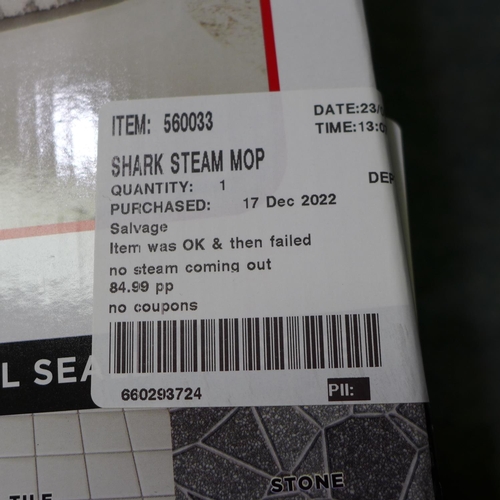 ITEM: 560033
DATE:23/
TIME:13:0
SHARK STEAM MOP
QUANTITY: 1
DEP
PURCHASED: 17 Dec 2022
Salvage
Item was OK & then failed
no steam coming out
84.99 pp
no coupons
660293724
PII:
L SEA
TILE
STONE